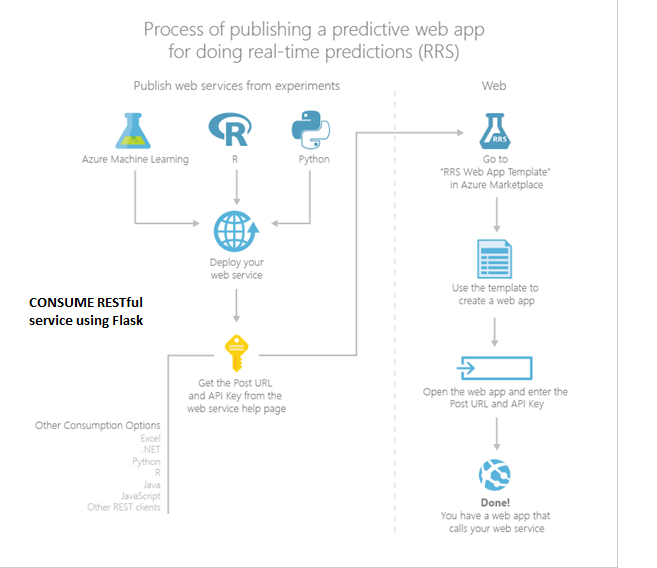 Process of publishing a predictive web app
for doing real-time predictions (RRS)
Publish web services from experiments
Web
Azure Machine Learning
R
R
Python
RRS
Go to
"RRS Web App Template"
in Azure Marketplace
Deploy your
web service
Use the template to
create a web app
CONSUME RESTful
service using Flask
Get the Post URL
and API Key from the
web service help page
Open the web app and enter the
Post URL and API Key
Other Consumption Options
Excel
.NET
Python
R
Java
JavaScript
Other REST clients
Done!
You have a web app that
calls your web service